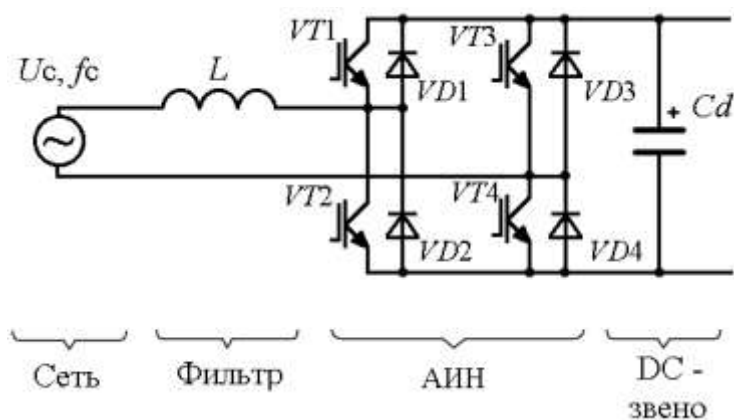 VT1
VT3
Uc, fc
L
VD1
VD3
+ Cd
VT2
VT4
VD2
VD4
Сеть
Фильтр
АИН
DC -
звено